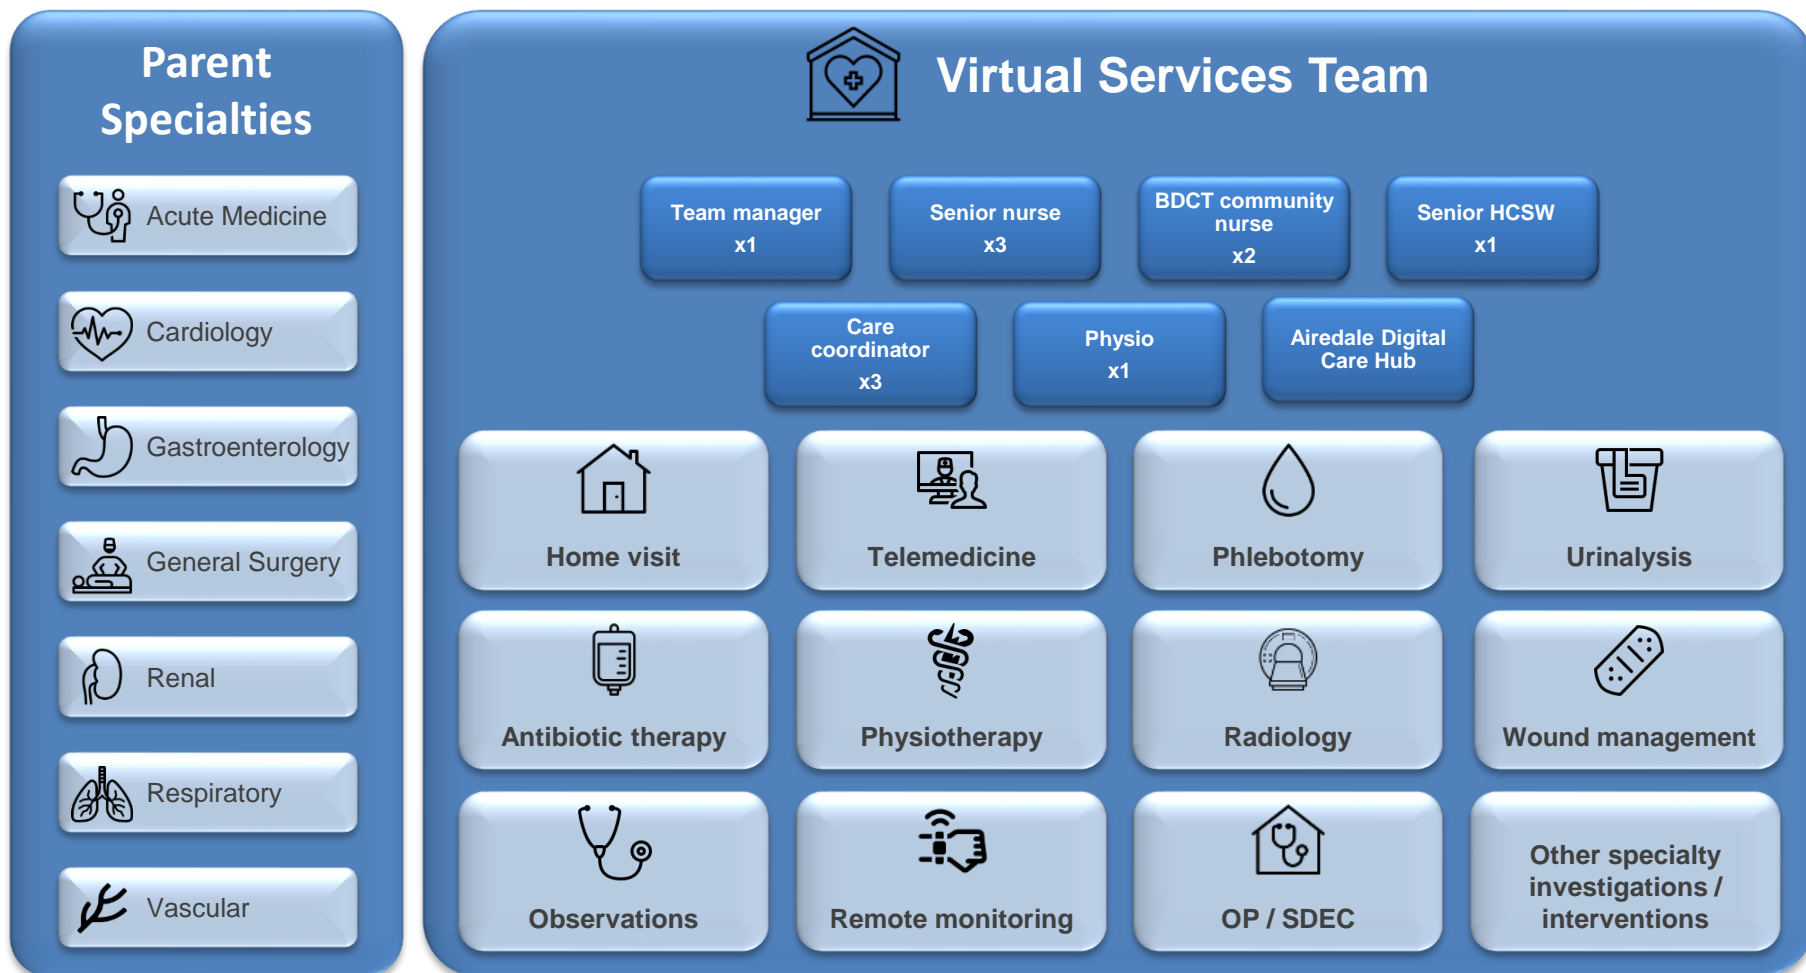 Parent
Specialties
Acute Medicine
Cardiology
Gastroenterology
General Surgery
Renal
Respiratory
Vascular
Virtual Services Team
Team manager
x1
Senior nurse
x3
BDCT community
nurse
x2
Senior HCSW
x1
Care
coordinator
x3
Physio
x1
Airedale Digital
Care Hub
Home visit
Telemedicine
Phlebotomy
Urinalysis
Antibiotic therapy
Physiotherapy
Radiology
Wound management
Observations
Remote monitoring
OP / SDEC
Other specialty
investigations /
interventions